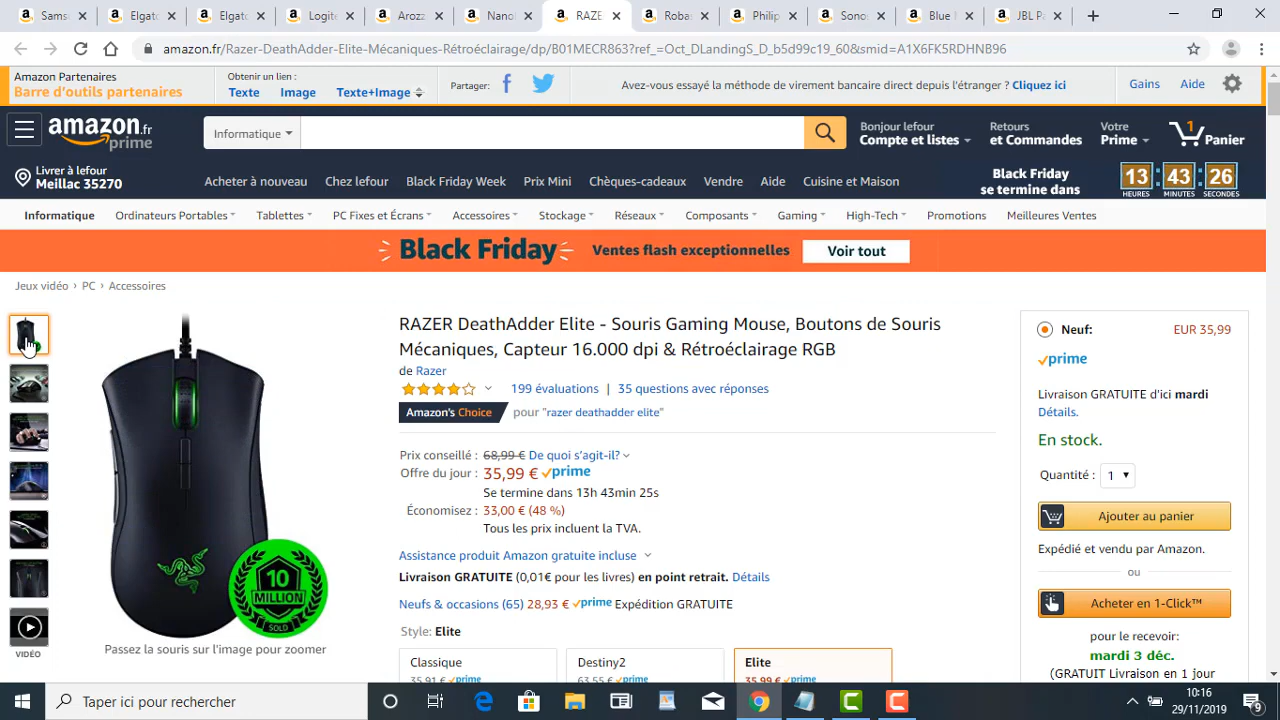 Sams
Elgat
Elgat
Logite
Arozz
Nanol
RAZE
Robas
Philip
Sono
Blue M
JBL Pa
amazon.fr/Razer-DeathAdder-Elite-Mécaniques-Rétroéclairage/dp/B01MECR863?ref_=Oct_DLandingS_D_b5d99c19_60&smid=A1X6FK5RDHNB96
Amazon Partenaires
Barre d'outils partenaires
Obtenir un lien :
Texte Image Texte+Image
Partager:
Avez-vous essayé la méthode de virement bancaire direct depuis l'étranger ? Cliquez ici
Gains Aide
amazon.fr
prime
Informatique
Bonjour lefour
Compte et listes
Retours
et Commandes
Votre
Prime
1
Panier
Livrer à lefour
Meillac 35270
Acheter à nouveau Chez lefour Black Friday Week Prix Mini Chèques-cadeaux Vendre Aide Cuisine et Maison
Black Friday
se termine dans
13 : 43 : 26
HEURES MINUTES SECONDES
Informatique Ordinateurs Portables Tablettes PC Fixes et Écrans Accessoires Stockage Réseaux Composants Gaming High-Tech Promotions Meilleures Ventes
Black Friday Ventes flash exceptionnelles Voir tout
Jeux vidéo › PC › Accessoires
RAZER DeathAdder Elite - Souris Gaming Mouse, Boutons de Souris
Mécaniques, Capteur 16.000 dpi & Rétroéclairage RGB
de Razer
199 évaluations | 35 questions avec réponses
Amazon's Choice pour "razer deathadder elite"
Prix conseillé : 68,99 € De quoi s'agit-il?
Offre du jour : 35,99 € prime
Se termine dans 13h 43min 25s
Économisez : 33,00 € (48 %)
Tous les prix incluent la TVA.
Assistance produit Amazon gratuite incluse
Livraison GRATUITE (0,01€ pour les livres) en point retrait. Détails
Neufs & occasions (65) 28,93 € prime Expédition GRATUITE
Style: Elite
Classique
35,91 € prime
Destiny2
63,55 € prime
Elite
35,99 € prime
10
MILLION
SOLD
Passez la souris sur l'image pour zoomer
VIDÉO
Neuf: EUR 35,99
prime
Livraison GRATUITE d'ici mardi
Détails.
En stock.
Quantité : 1
Ajouter au panier
Expédié et vendu par Amazon.
ou
Acheter en 1-Click™
pour le recevoir:
mardi 3 déc.
(GRATUIT Livraison en 1 jour
Taper ici pour rechercher
10:16
29/11/2019
9